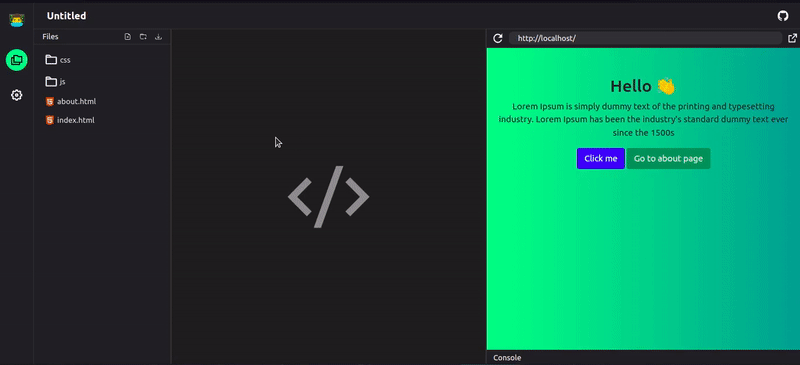 Untitled
Files
http://localhost/
css
js
about.html
index.html
</>
Hello 👏
Lorem Ipsum is simply dummy text of the printing and typesetting
industry. Lorem Ipsum has been the industry's standard dummy text ever
since the 1500s
Click me
Go to about page
Console